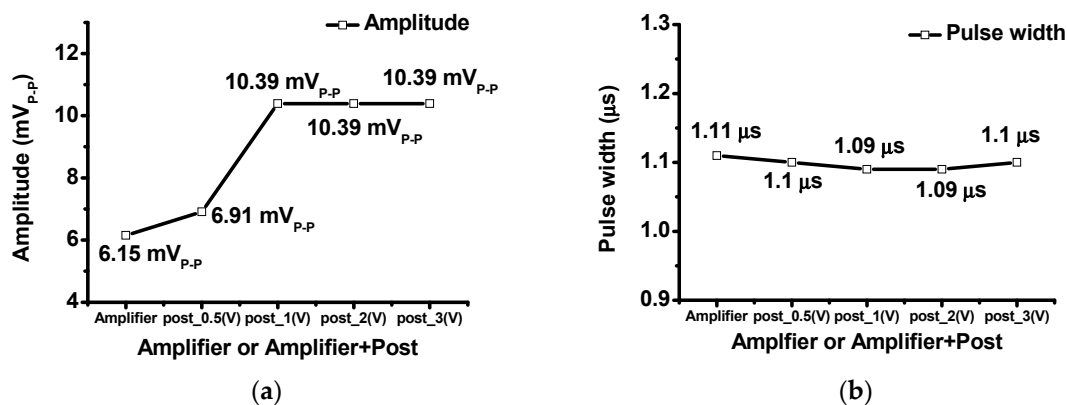 Amplitude
12
10
8
6
4
Amplitude (mVP-P)
10.39 mVP-P
10.39 mVP-P
10.39 mVP-P
6.91 mVP-P
6.15 mVP-P
Amplifier post_0.5(V) post_1(V) post_2(V) post_3(V)
Amplifier or Amplifier+Post
(a)
Pulse width
1.3
1.2
1.1
1.0
0.9
Pulse width (μs)
1.11 μs
1.1 μs
1.09 μs
1.09 μs
1.1 μs
Amplifier post_0.5(V) post_1(V) post_2(V) post_3(V)
Amplfier or Amplifier+Post
(b)